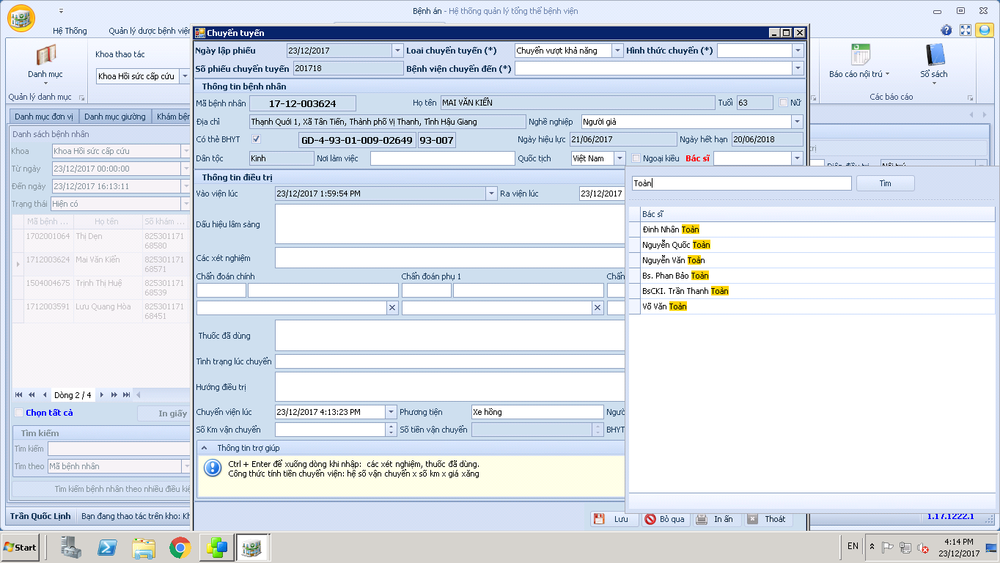 Bệnh án - Hệ thống quản lý tổng thể bệnh viện
Hệ Thống
Quản lý dược bệnh viện
Danh mục
Quản lý danh mục
Khoa thao tác
Khoa Hồi sức cấp cứu
Báo cáo nội trú
Sổ sách
Các báo cáo
Danh mục đơn vị
Danh mục giường
Khám bện
Danh sách bệnh nhân
Khoa
Khoa Hồi sức cấp cứu
Từ ngày
23/12/2017 00:00:00
Đến ngày
23/12/2017 16:13:11
Trạng thái
Hiện có
Mã bệnh ...
Họ tên
Số khám ...
1702001064
Thị Dẹn
825301171
68580
1712003624
Mai Văn Kiển
825301171
68571
1504004675
Trịnh Thị Huệ
825301171
68539
1712003591
Lưu Quang Hòa
825301171
68451
Dòng 2 / 4
Chọn tất cả
In giấy
Tìm kiếm
Tìm kiếm
Tìm theo
Mã bệnh nhân
Tìm kiếm bệnh nhân theo nhiều điều kiệ
Trần Quốc Lịnh
Bạn đang thao tác trên kho: Kh
Chuyển tuyến
Ngày lập phiếu
23/12/2017
Loai chuyển tuyến (*)
Chuyển vượt khả năng
Hình thức chuyển (*)
Số phiếu chuyển tuyến
201718
Bệnh viện chuyển đến (*)
Thông tin bệnh nhân
Mã bệnh nhân
17-12-003624
Họ tên
MAI VĂN KIỂN
Tuổi
63
Nữ
Địa chỉ
Thạnh Quới 1, Xã Tân Tiến, Thành phố Vị Thanh, Tỉnh Hậu Giang
Nghề nghiệp
Người già
Có thẻ BHYT
GD-4-93-01-009-02649
93-007
Ngày hiệu lực
21/06/2017
Ngày hết hạn
20/06/2018
Dân tộc
Kinh
Nơi làm việc
Quốc tịch
Việt Nam
Ngoại kiều
Bác sĩ
Thông tin điều trị
Vào viện lúc
23/12/2017 1:59:54 PM
Ra viện lúc
23/12/2017
Dấu hiệu lâm sàng
Các xét nghiệm
Chẩn đoán chính
Chẩn đoán phụ 1
Chẩn
Thuốc đã dùng
Tình trạng lúc chuyển
Hướng điều trị
Chuyển viện lúc
23/12/2017 4:13:23 PM
Phương tiện
Xe hồng
Ngườ
Số Km vận chuyển
Số tiền vận chuyển
BHYT
Thông tin trợ giúp
Ctrl + Enter để xuống dòng khi nhập: các xét nghiệm, thuốc đã dùng.
Công thức tính tiền chuyển viện: hệ số vận chuyển x số km x giá xăng
Lưu
Bỏ qua
In ấn
Thoát
Toàn
Tìm
Bác sĩ
Đinh Nhân Toàn
Nguyễn Quốc Toàn
Nguyễn Văn Toản
Bs. Phan Bảo Toàn
BsCKI. Trần Thanh Toàn
Võ Văn Toàn
1.17.1222.1
Start
EN
4:14 PM
23/12/2017